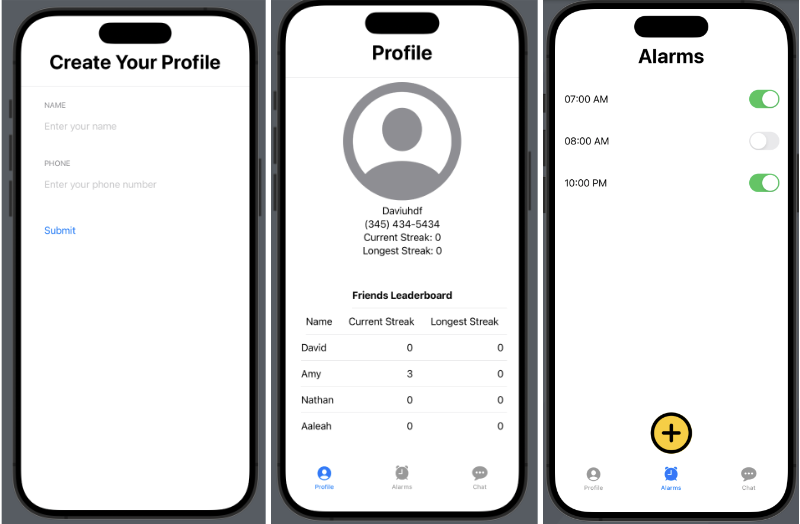 Create Your Profile
NAME
Enter your name
PHONE
Enter your phone number
Submit
Profile
Daviuhdf
(345) 434-5434
Current Streak: 0
Longest Streak: 0
Friends Leaderboard
Name Current Streak Longest Streak
David 0 0
Amy 3 0
Nathan 0 0
Aaleah 0 0
Profile Alarms Chat
Alarms
07:00 AM
08:00 AM
10:00 PM
Profile Alarms Chat